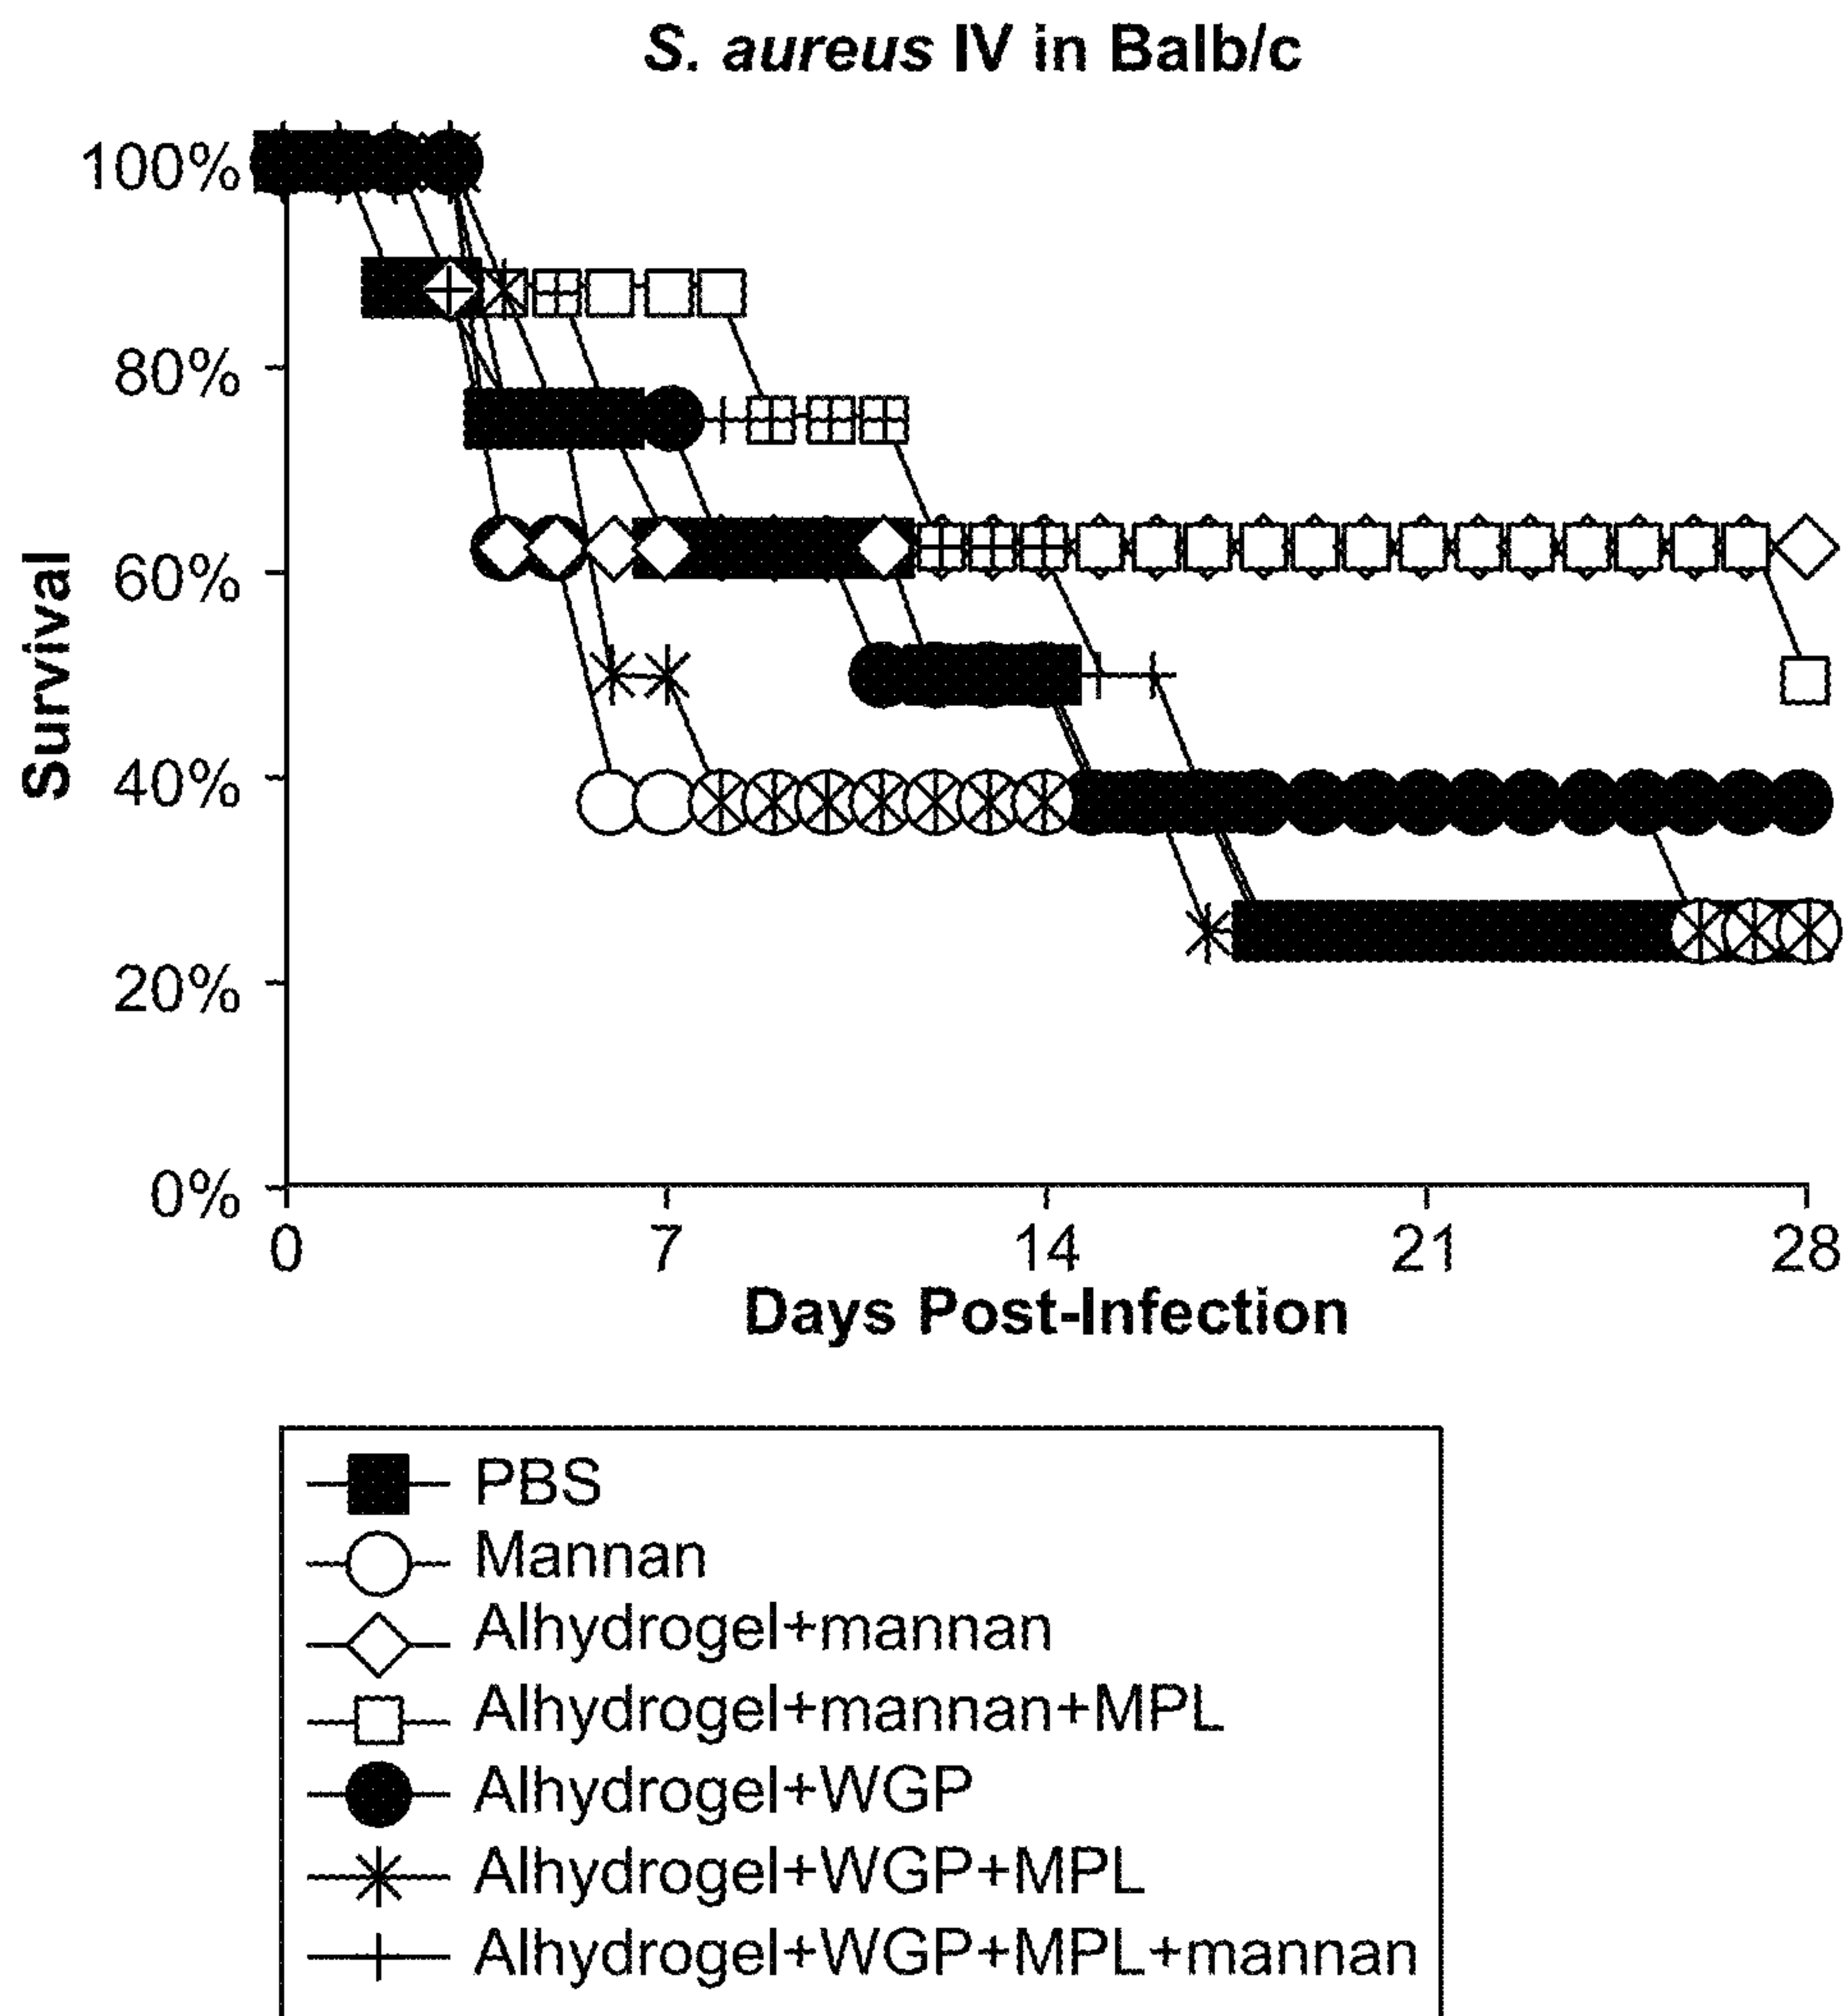 S. aureus IV in Balb/c
100%
80%
60%
40%
20%
0%
Survival
0 7 14 21 28
Days Post-Infection
PBS
Mannan
Alhydrogel+mannan
Alhydrogel+mannan+MPL
Alhydrogel+WGP
Alhydrogel+WGP+MPL
Alhydrogel+WGP+MPL+mannan